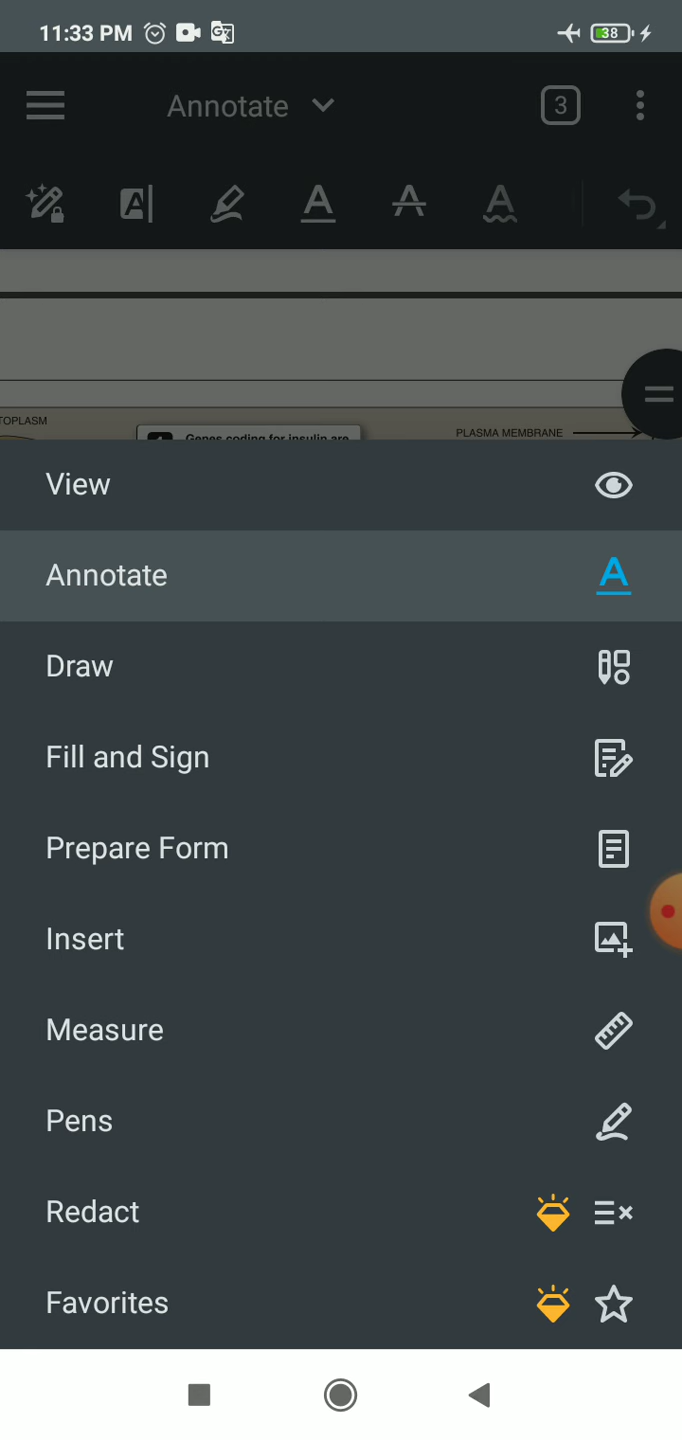 11:33 PM
38
Annotate
3
TOPLASM
Genes coding for insulin are
PLASMA MEMBRANE
View
Annotate
Draw
Fill and Sign
Prepare Form
Insert
Measure
Pens
Redact
Favorites